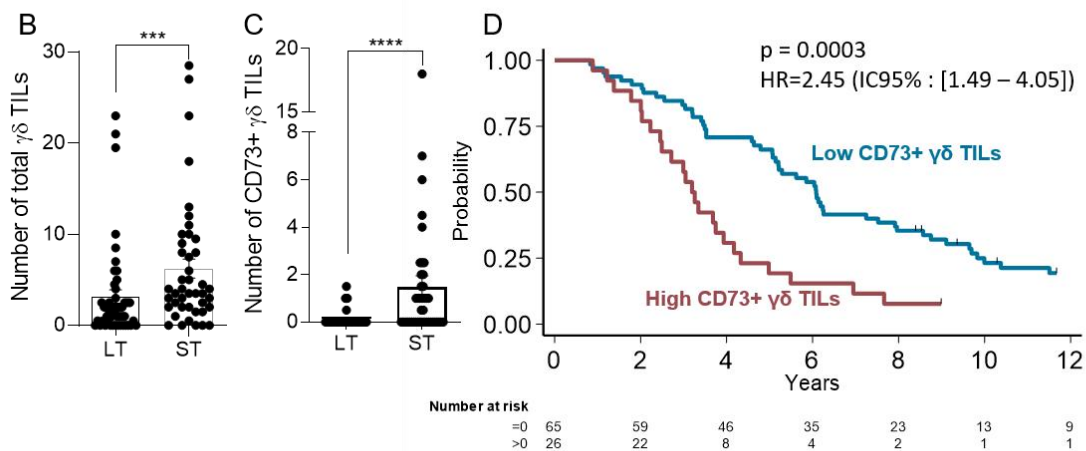 B
***
Number of total γδ TILs
30
20
10
0
LT ST
C
****
Number of CD73+ γδ TILs
20
15
8
6
4
2
0
LT ST
D
p = 0.0003
HR=2.45 (IC95% : [1.49 – 4.05])
Probability
1.00
0.75
0.50
0.25
0.00
Low CD73+ γδ TILs
High CD73+ γδ TILs
0 2 4 6 8 10 12
Years
Number at risk
=0 65 59 46 35 23 13 9
>0 26 22 8 4 2 1 1